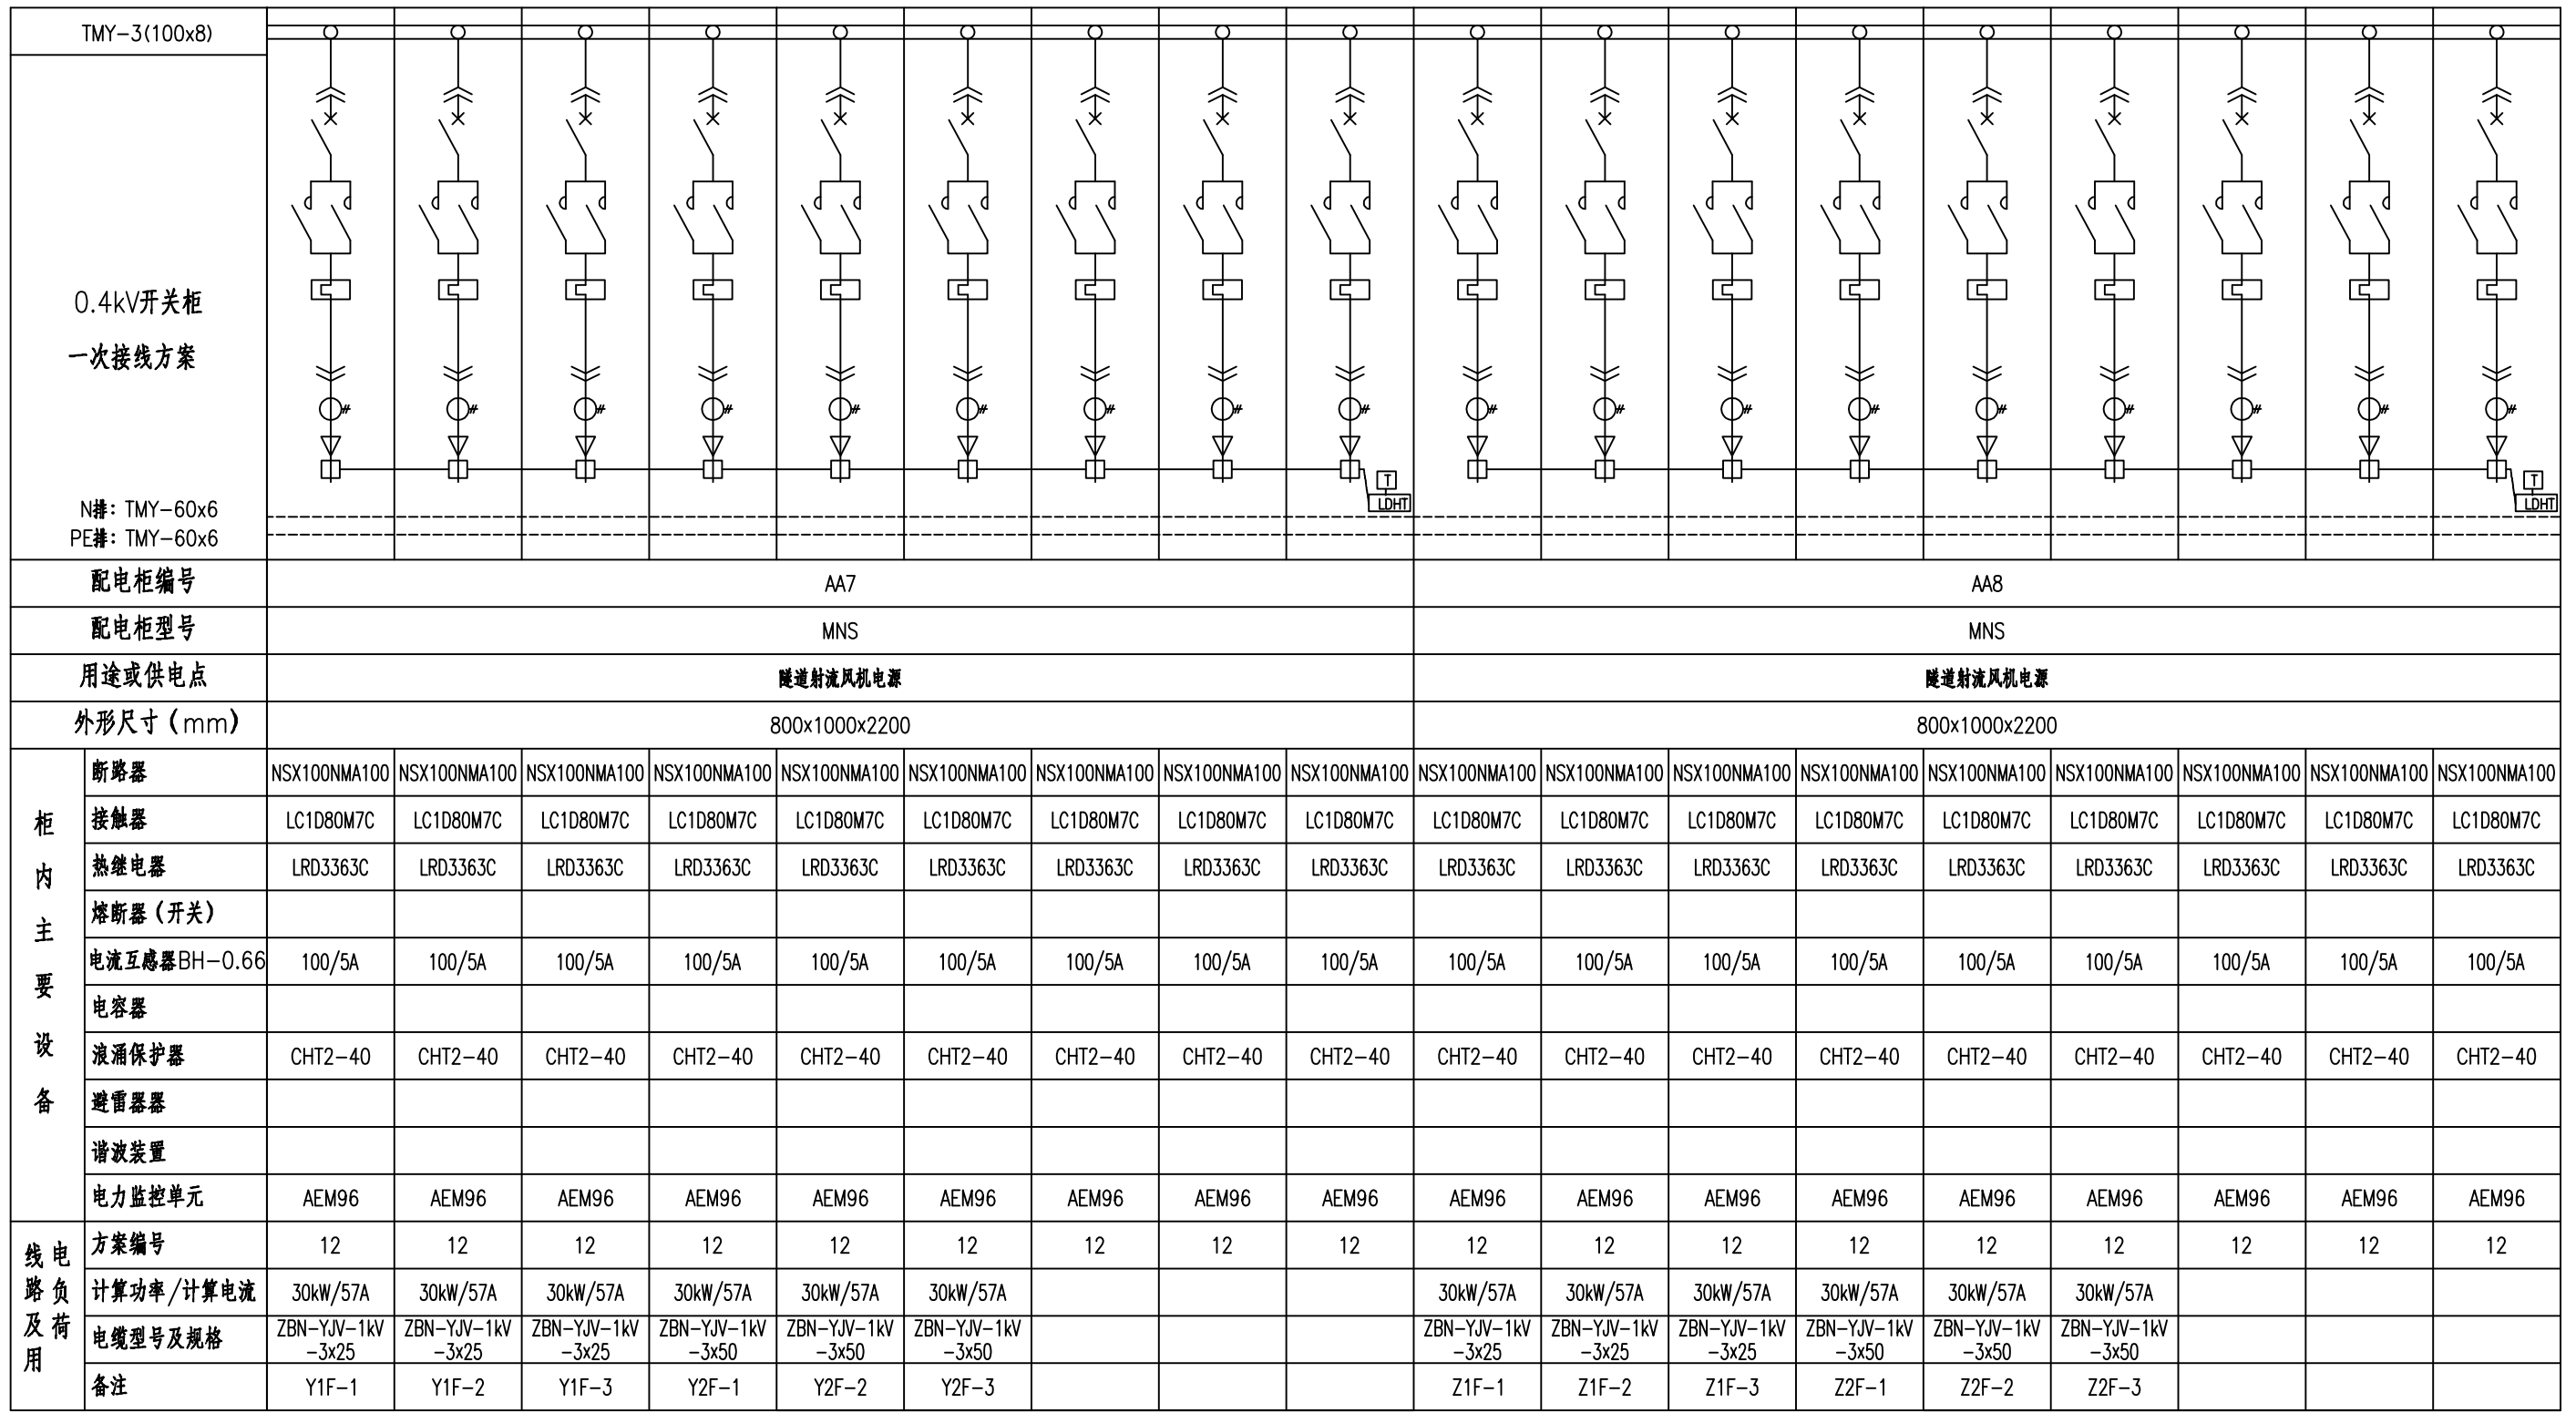 TMY-3(100x8)
0.4kV开关柜
一次接线方案
T
LDHT
T
LDHT
N排: TMY-60x6
PE排: TMY-60x6
配电柜编号 AA7 AA8
配电柜型号 MNS MNS
用途或供电点 隧道射流风机电源 隧道射流风机电源
外形尺寸(mm) 800x1000x2200 800x1000x2200
柜内主要设备
断路器 NSX100NMA100 NSX100NMA100 NSX100NMA100 NSX100NMA100 NSX100NMA100 NSX100NMA100 NSX100NMA100 NSX100NMA100 NSX100NMA100 NSX100NMA100 NSX100NMA100 NSX100NMA100 NSX100NMA100 NSX100NMA100 NSX100NMA100 NSX100NMA100 NSX100NMA100 NSX100NMA100
接触器 LC1D80M7C LC1D80M7C LC1D80M7C LC1D80M7C LC1D80M7C LC1D80M7C LC1D80M7C LC1D80M7C LC1D80M7C LC1D80M7C LC1D80M7C LC1D80M7C LC1D80M7C LC1D80M7C LC1D80M7C LC1D80M7C LC1D80M7C LC1D80M7C
热继电器 LRD3363C LRD3363C LRD3363C LRD3363C LRD3363C LRD3363C LRD3363C LRD3363C LRD3363C LRD3363C LRD3363C LRD3363C LRD3363C LRD3363C LRD3363C LRD3363C LRD3363C LRD3363C
熔断器(开关)
电流互感器BH-0.66 100/5A 100/5A 100/5A 100/5A 100/5A 100/5A 100/5A 100/5A 100/5A 100/5A 100/5A 100/5A 100/5A 100/5A 100/5A 100/5A 100/5A 100/5A
电容器
浪涌保护器 CHT2-40 CHT2-40 CHT2-40 CHT2-40 CHT2-40 CHT2-40 CHT2-40 CHT2-40 CHT2-40 CHT2-40 CHT2-40 CHT2-40 CHT2-40 CHT2-40 CHT2-40 CHT2-40 CHT2-40 CHT2-40
避雷器器
谐波装置
电力监控单元 AEM96 AEM96 AEM96 AEM96 AEM96 AEM96 AEM96 AEM96 AEM96 AEM96 AEM96 AEM96 AEM96 AEM96 AEM96 AEM96 AEM96 AEM96
线路及用
电负荷
方案编号 12 12 12 12 12 12 12 12 12 12 12 12 12 12 12 12 12 12
计算功率/计算电流 30kW/57A 30kW/57A 30kW/57A 30kW/57A 30kW/57A 30kW/57A 30kW/57A 30kW/57A 30kW/57A 30kW/57A 30kW/57A 30kW/57A
电缆型号及规格 ZBN-YJV-1kV ZBN-YJV-1kV ZBN-YJV-1kV ZBN-YJV-1kV ZBN-YJV-1kV ZBN-YJV-1kV ZBN-YJV-1kV ZBN-YJV-1kV ZBN-YJV-1kV ZBN-YJV-1kV ZBN-YJV-1kV ZBN-YJV-1kV
-3x25 -3x25 -3x25 -3x50 -3x50 -3x50 -3x25 -3x25 -3x25 -3x50 -3x50 -3x50
备注 Y1F-1 Y1F-2 Y1F-3 Y2F-1 Y2F-2 Y2F-3 Z1F-1 Z1F-2 Z1F-3 Z2F-1 Z2F-2 Z2F-3